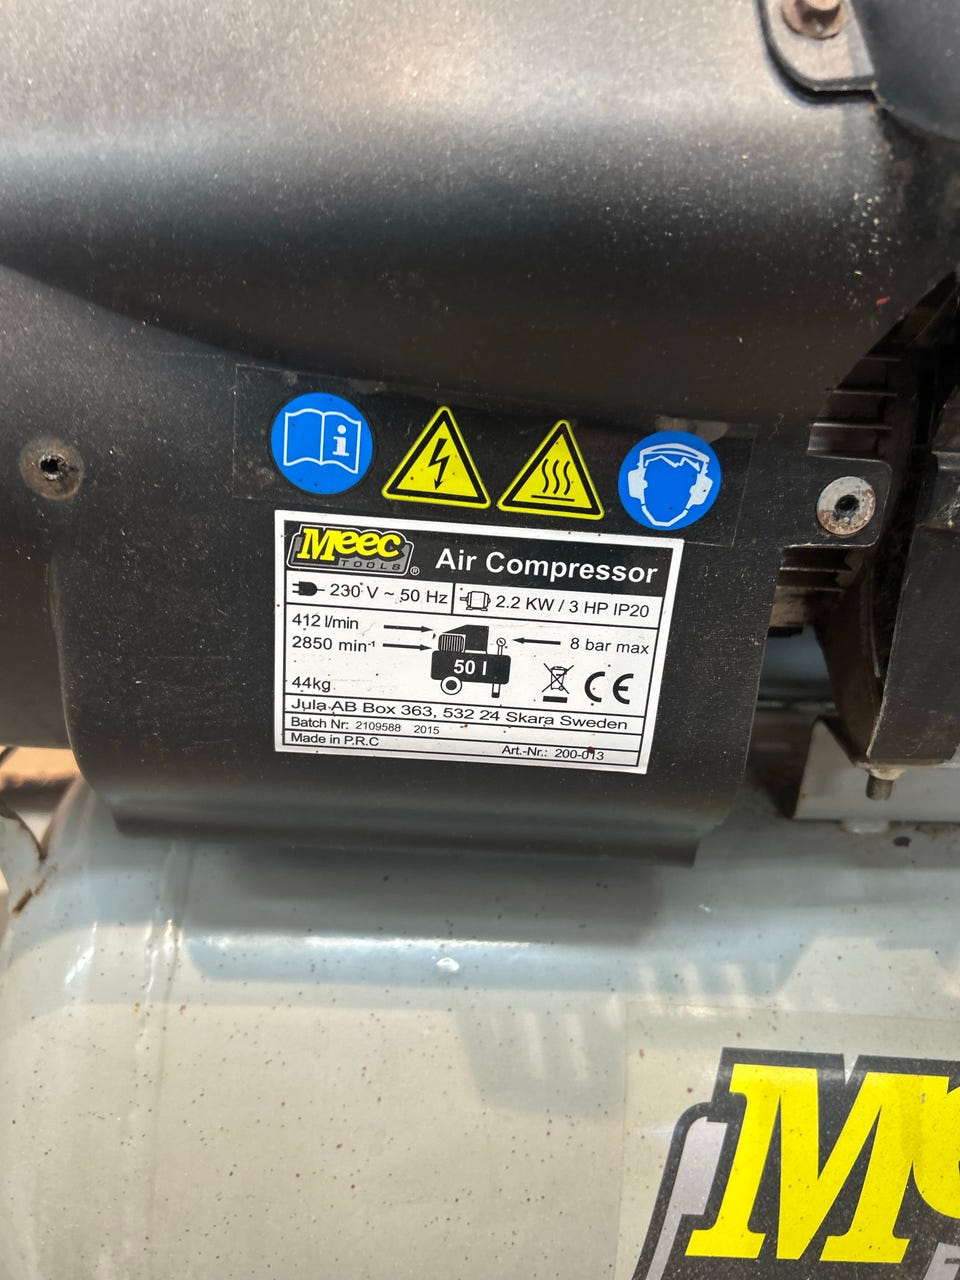 Meec
TOOLS ®
Air Compressor
230 V ~ 50 Hz
2.2 KW / 3 HP IP20
412 l/min
2850 min⁻¹
8 bar max
50 l
44kg
CE
Jula AB Box 363, 532 24 Skara Sweden
Batch Nr: 2109588 2015
Made in P.R.C
Art.-Nr.: 200-013
Me